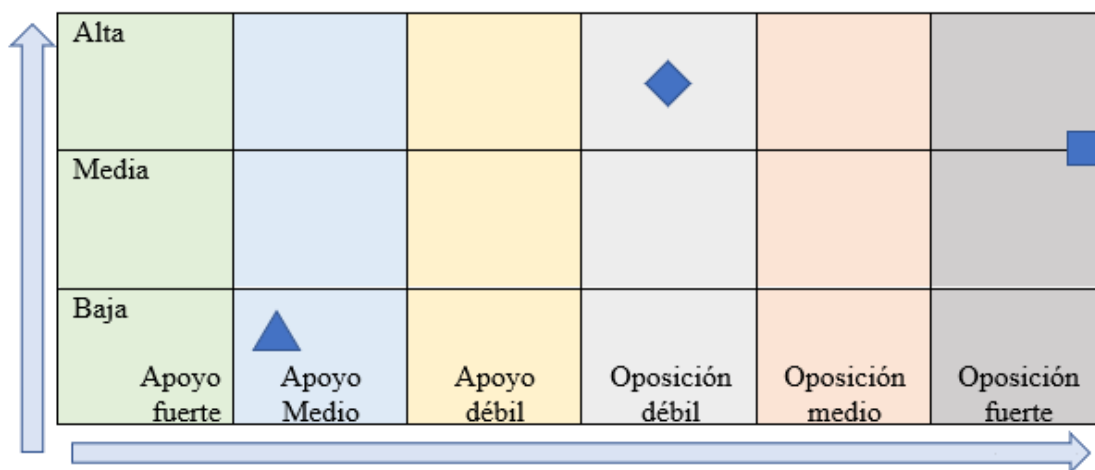 Alta
Media
Baja
Apoyo
fuerte
Apoyo
Medio
Apoyo
débil
Oposición
débil
Oposición
medio
Oposición
fuerte